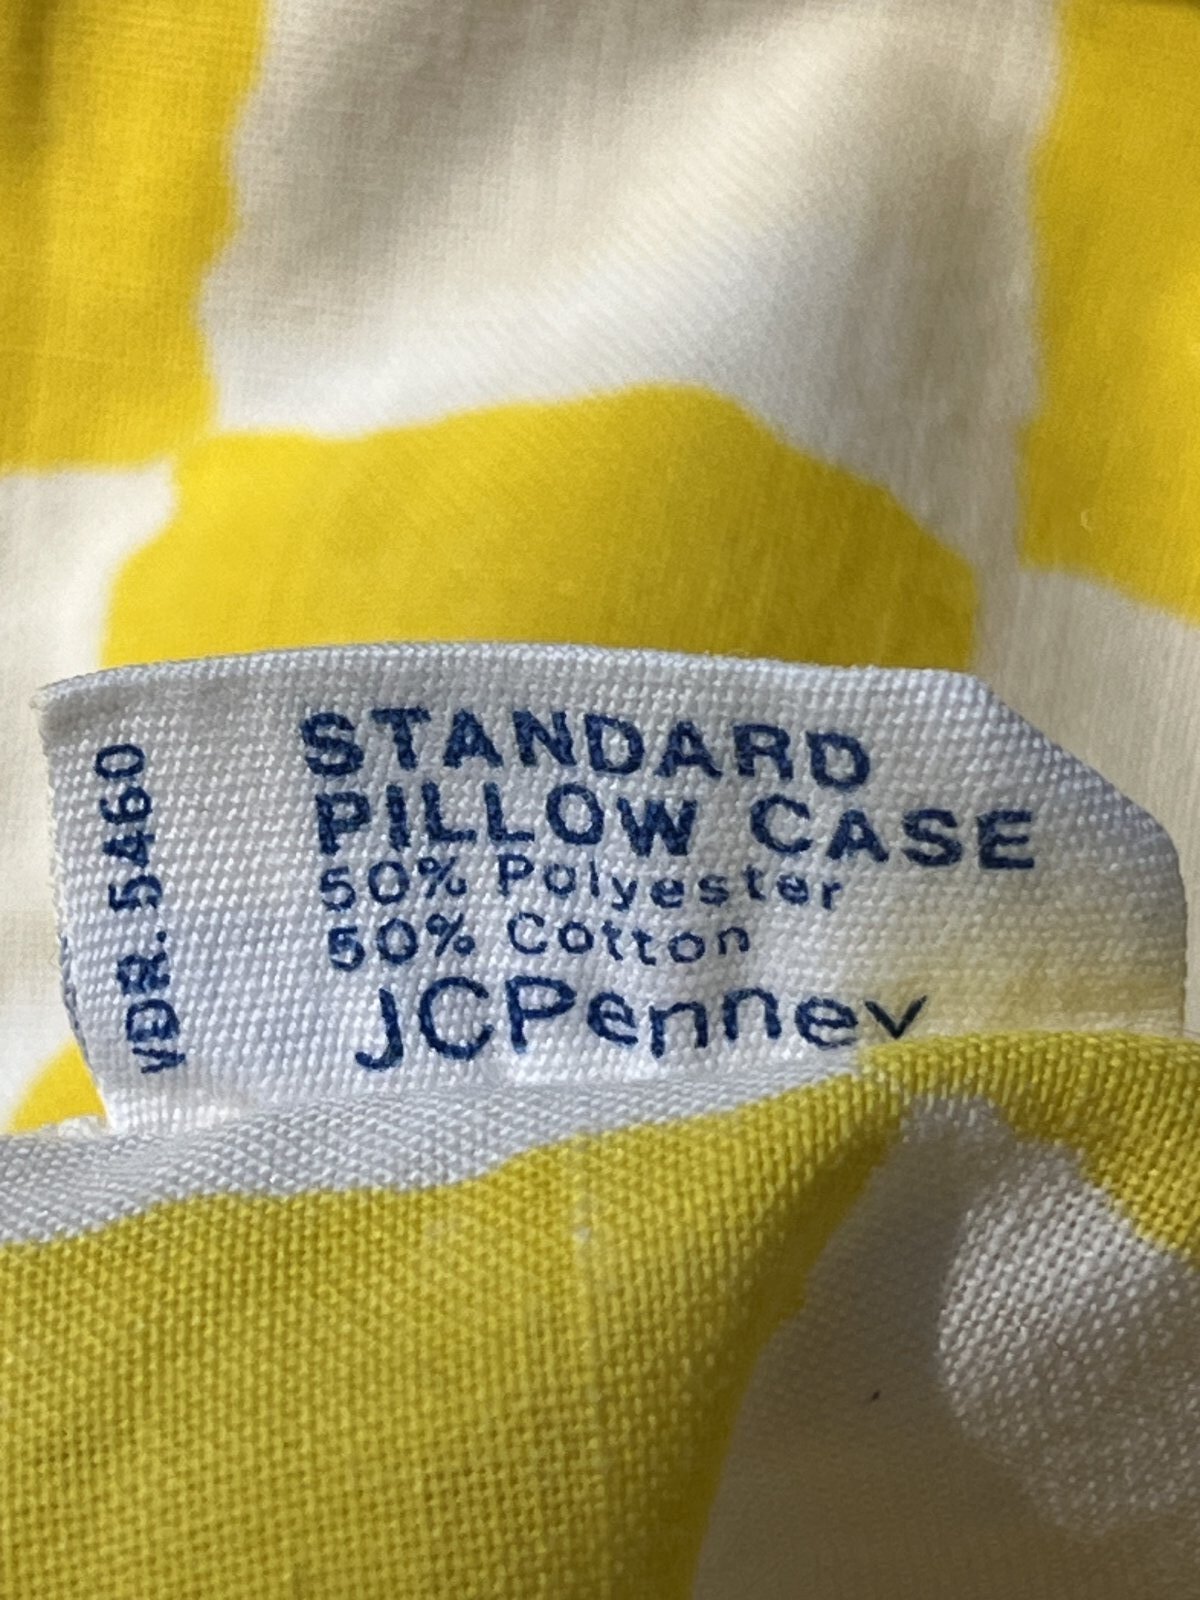 STANDARD
PILLOW CASE
50% Polyester
50% Cotton
JCPenney
VDR. 5460